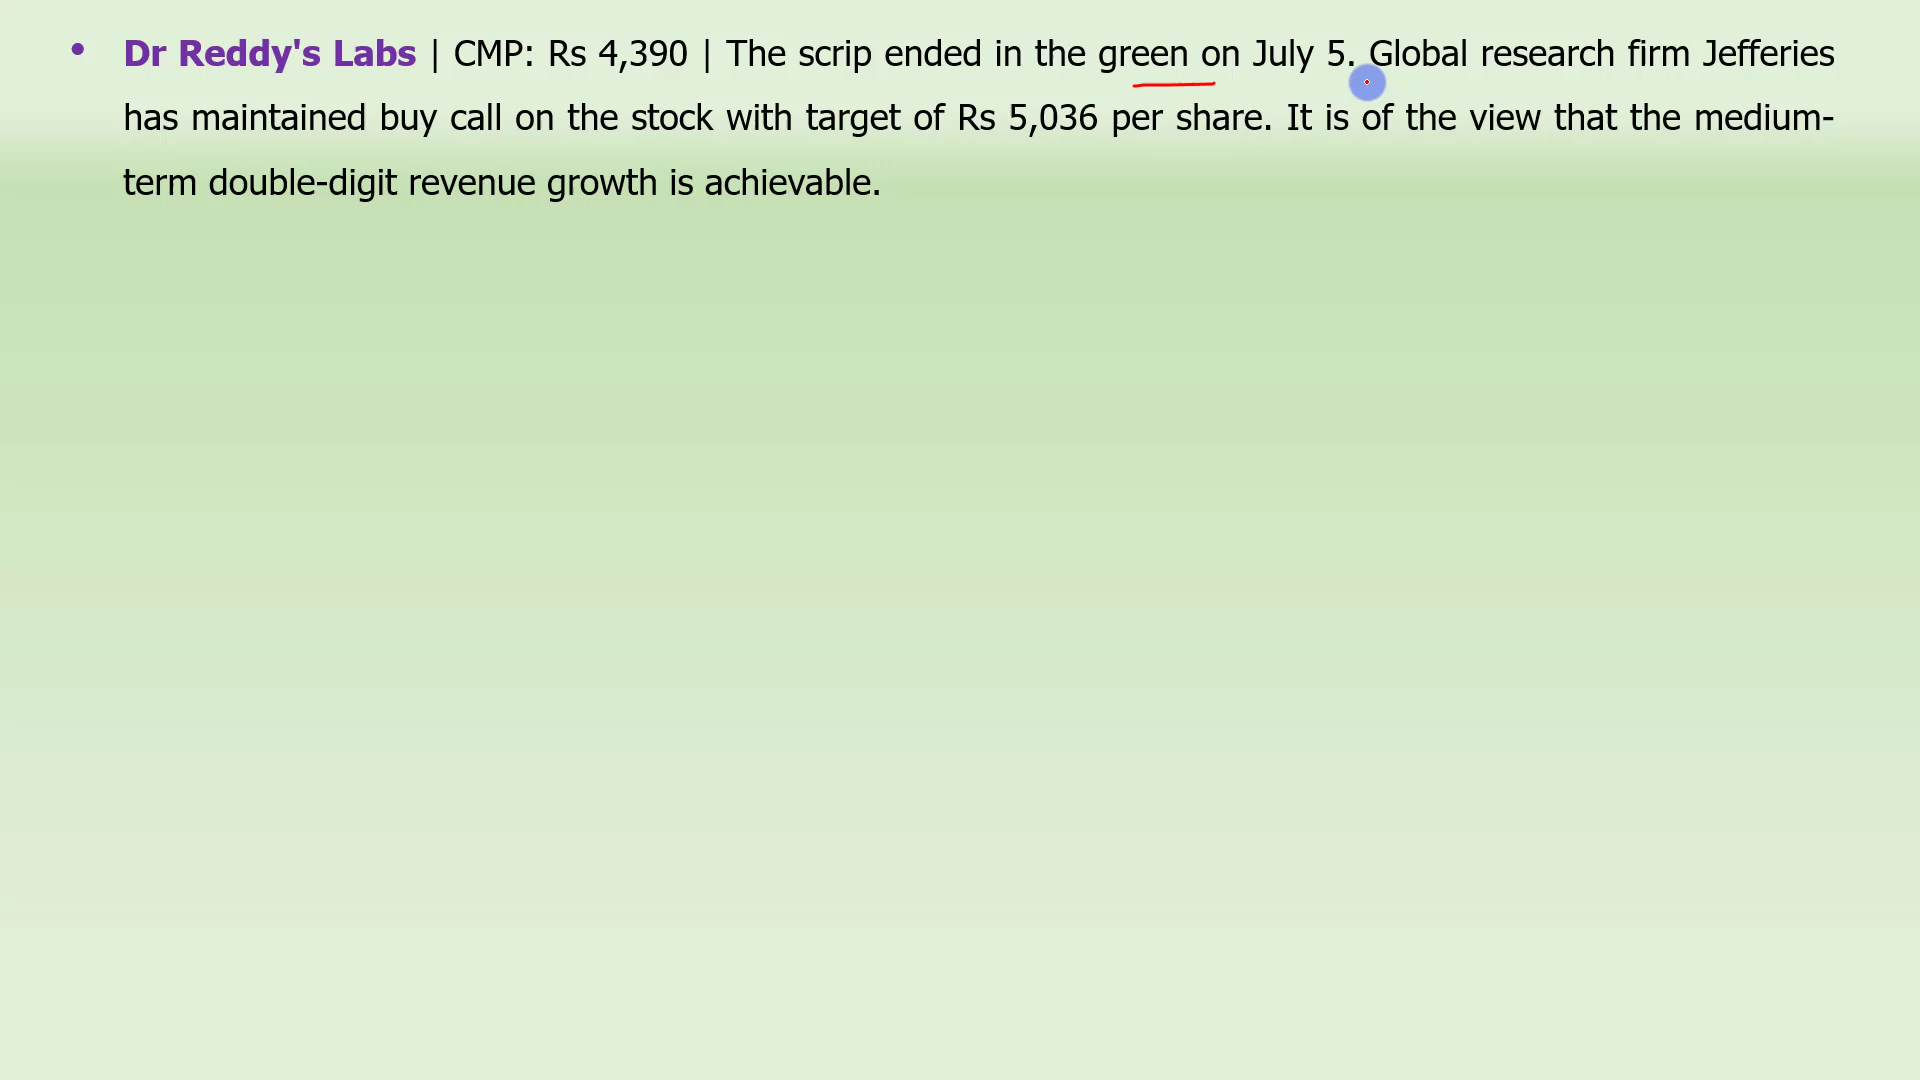 • Dr Reddy's Labs | CMP: Rs 4,390 | The scrip ended in the green on July 5. Global research firm Jefferies
has maintained buy call on the stock with target of Rs 5,036 per share. It is of the view that the medium-
term double-digit revenue growth is achievable.